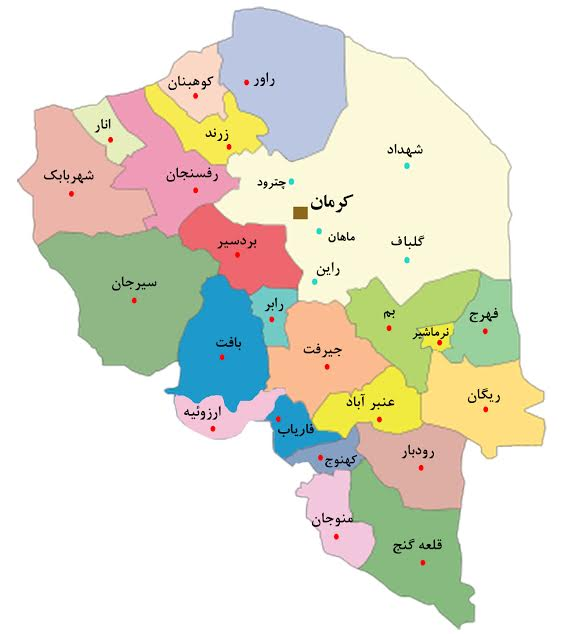 راور
کوهبنان
زرند
انار
شهربابک
رفسنجان
چترود
شهداد
کرمان
ماهان
گلباف
راین
بردسیر
سیرجان
رابر
بافت
جیرفت
بم
نرماشیر
فهرج
ریگان
عنبر آباد
ارزوئیه
فاریاب
کهنوج
رودبار
منوجان
قلعه گنج